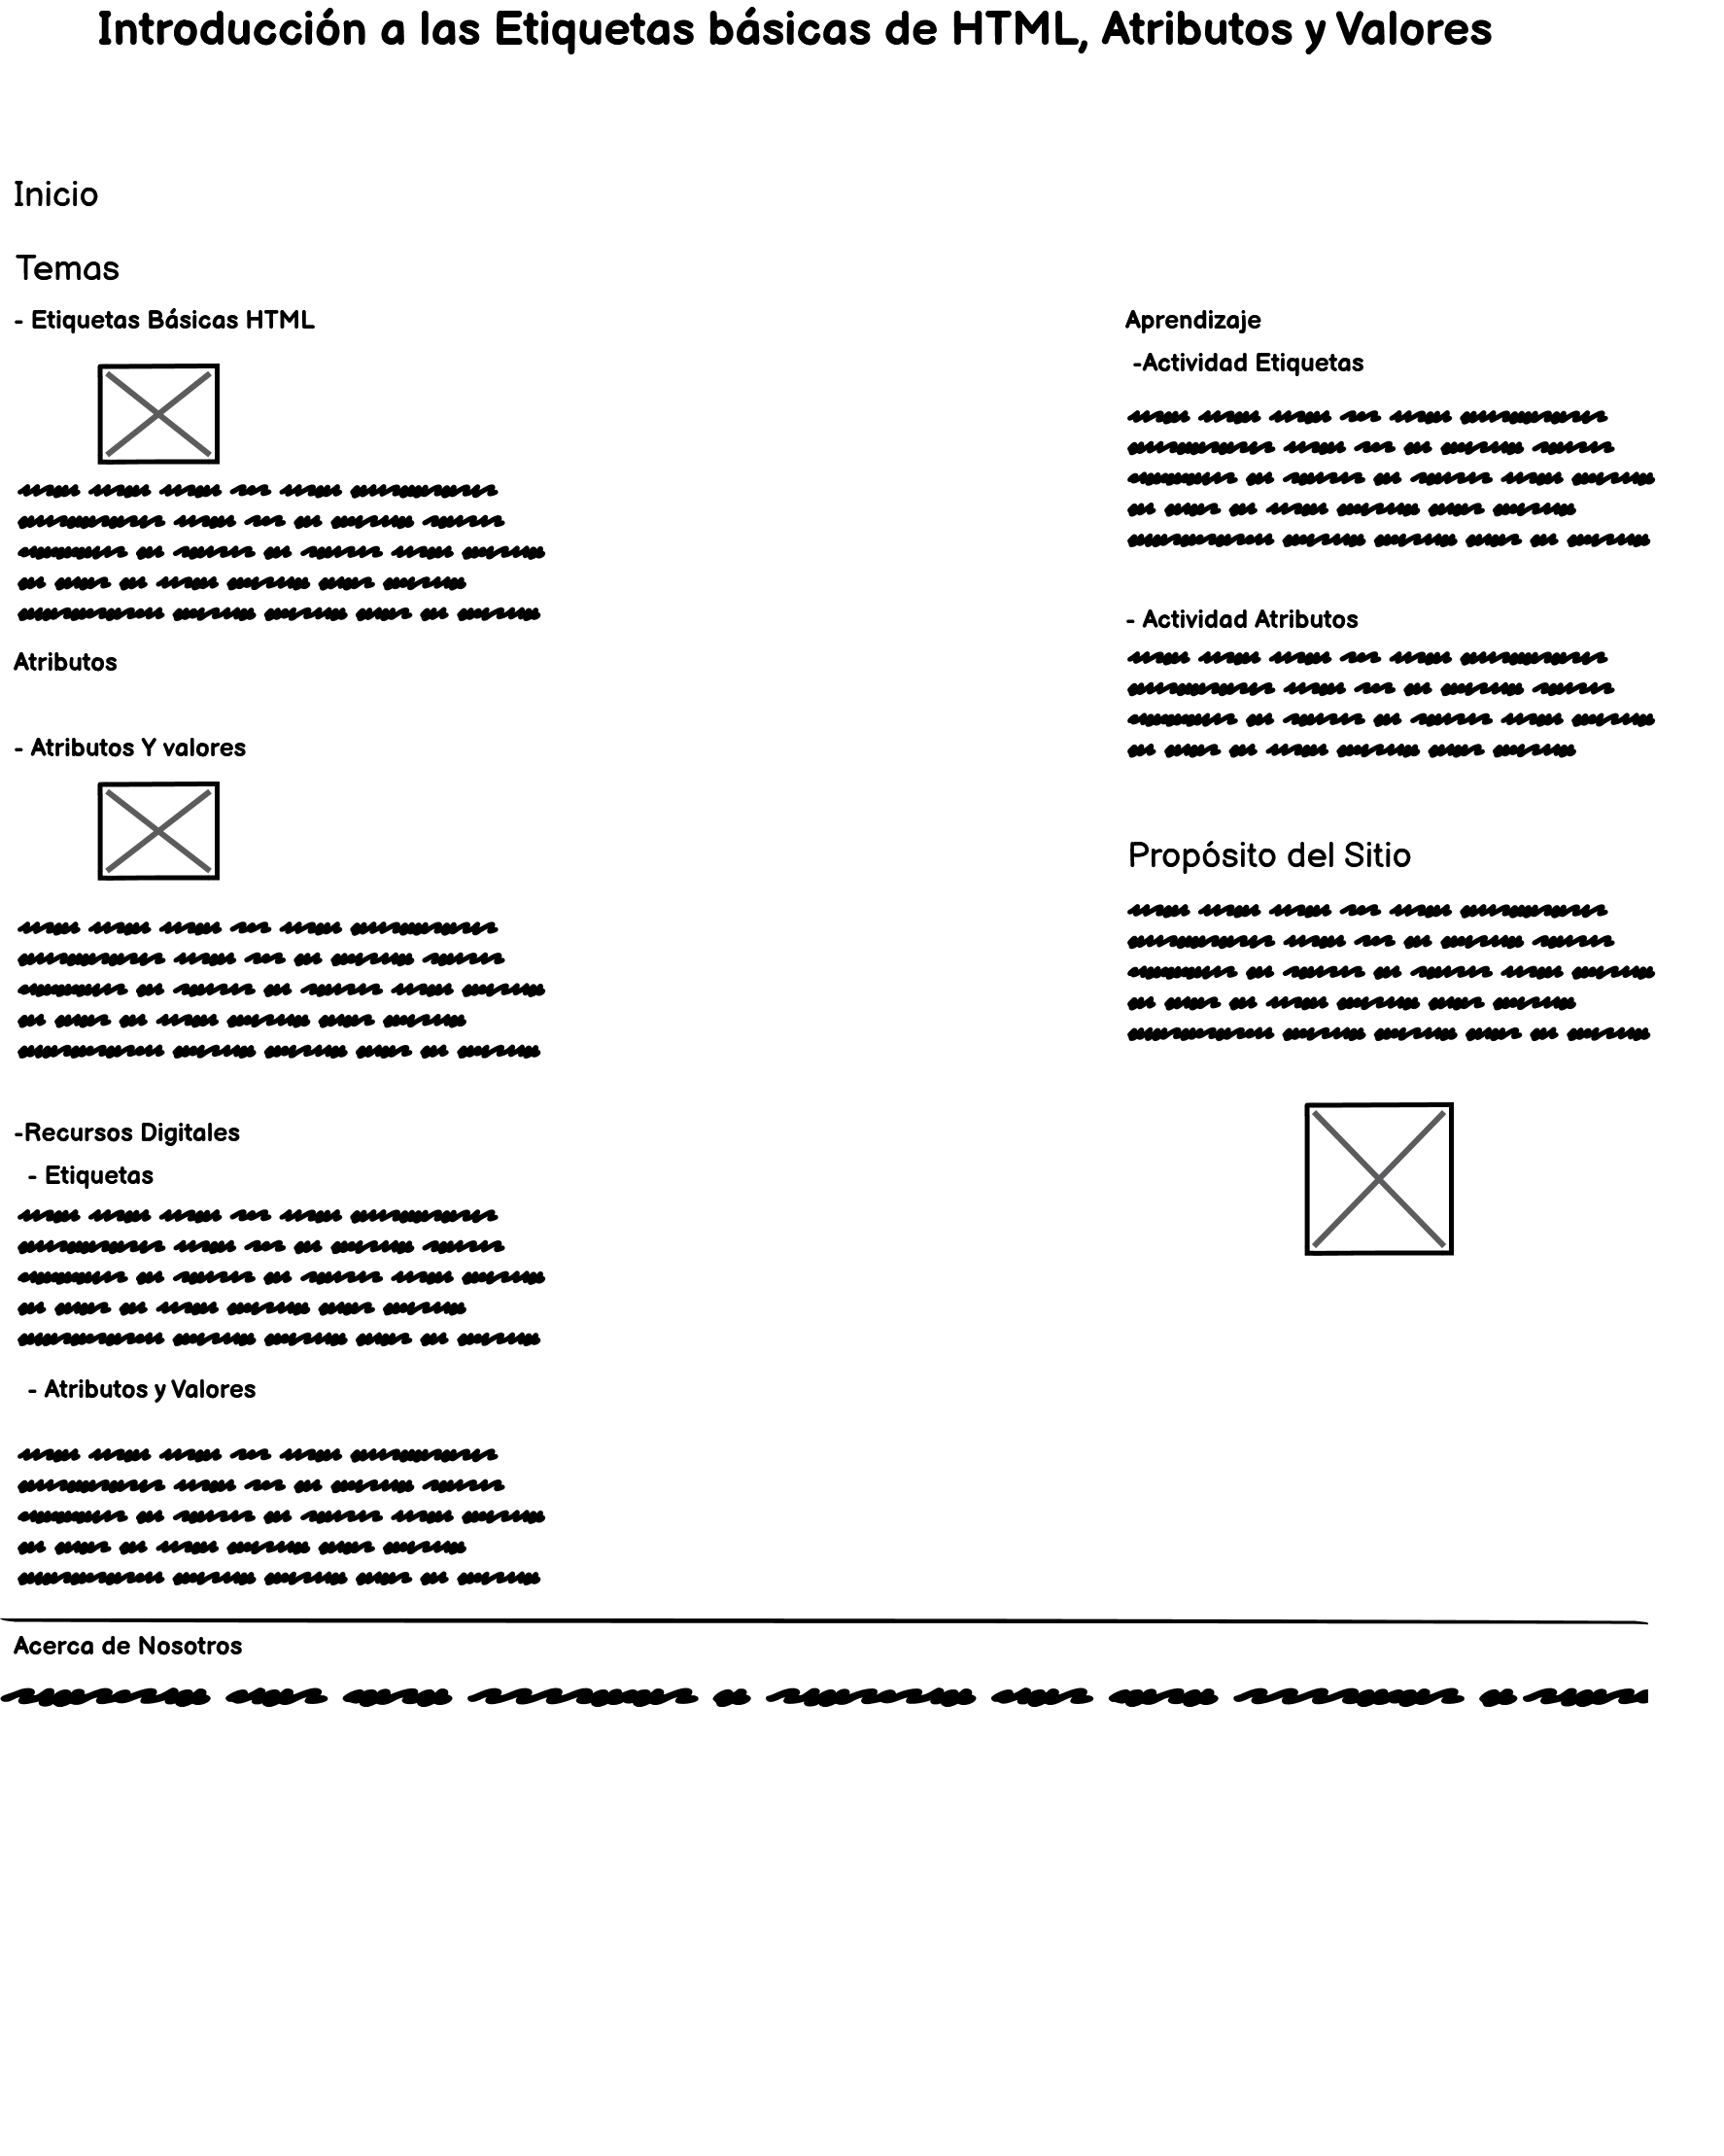 Introducción a las Etiquetas básicas de HTML, Atributos y Valores
Inicio
Temas
- Etiquetas Básicas HTML
Atributos
- Atributos Y valores
-Recursos Digitales
- Etiquetas
- Atributos y Valores
Aprendizaje
-Actividad Etiquetas
- Actividad Atributos
Propósito del Sitio
Acerca de Nosotros